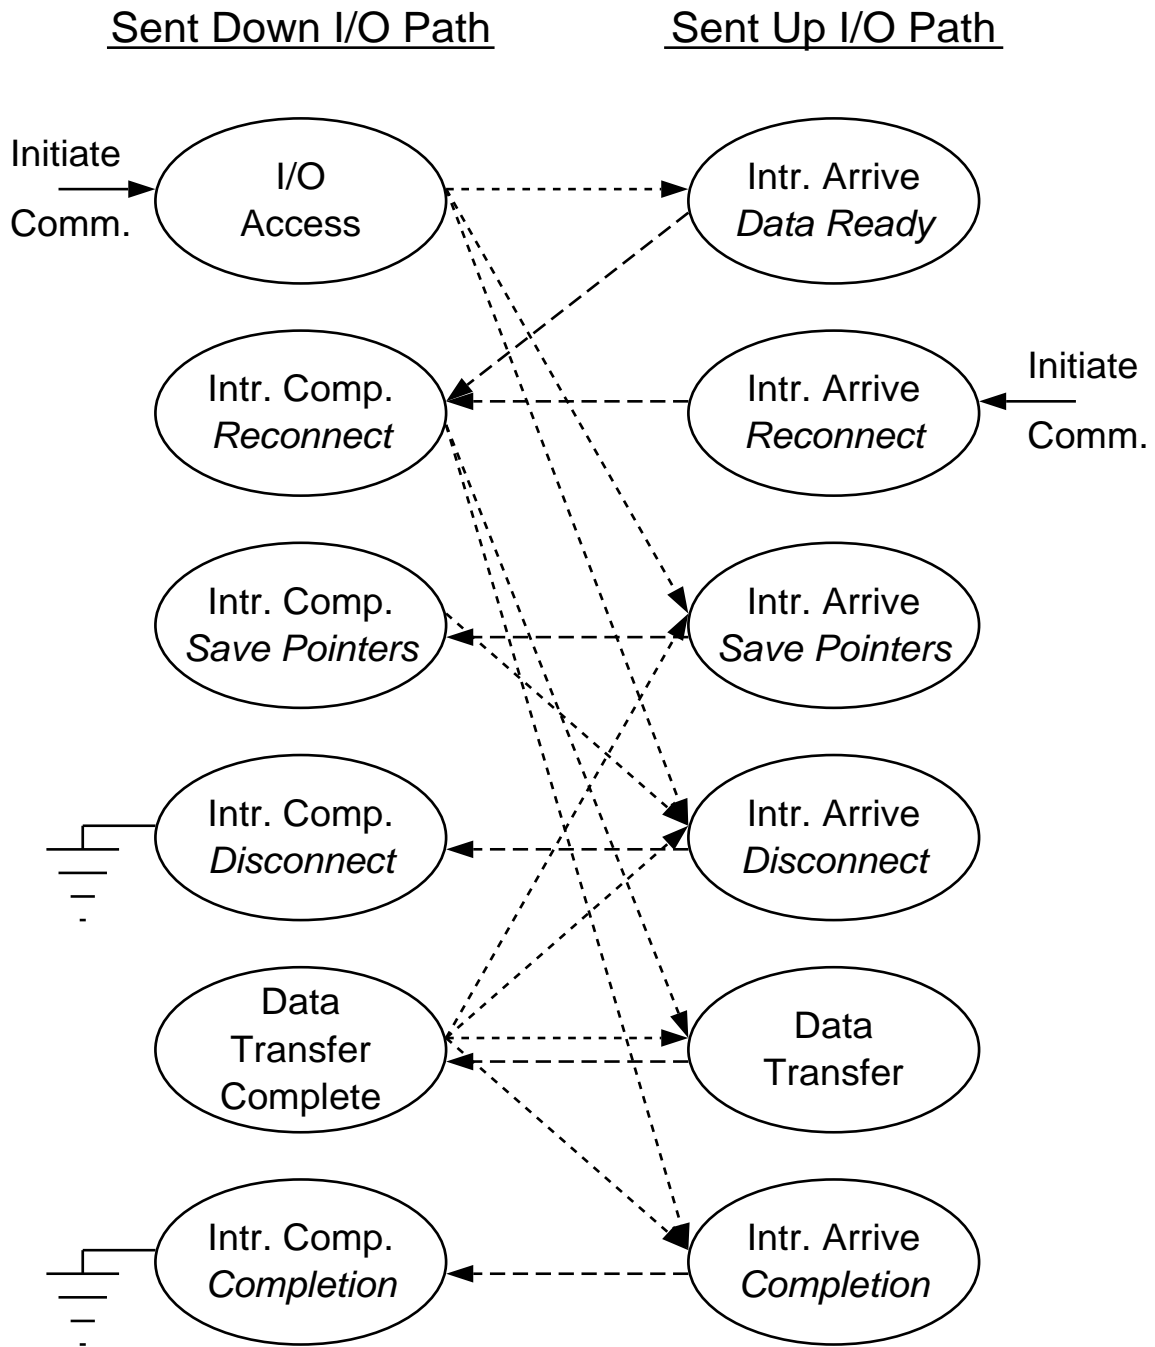 Sent Down I/O Path
Sent Up I/O Path
Initiate
Comm.
I/O
Access
Intr. Arrive
Data Ready
Intr. Comp.
Reconnect
Intr. Arrive
Reconnect
Initiate
Comm.
Intr. Comp.
Save Pointers
Intr. Arrive
Save Pointers
Intr. Comp.
Disconnect
Intr. Arrive
Disconnect
Data
Transfer
Complete
Data
Transfer
Intr. Comp.
Completion
Intr. Arrive
Completion